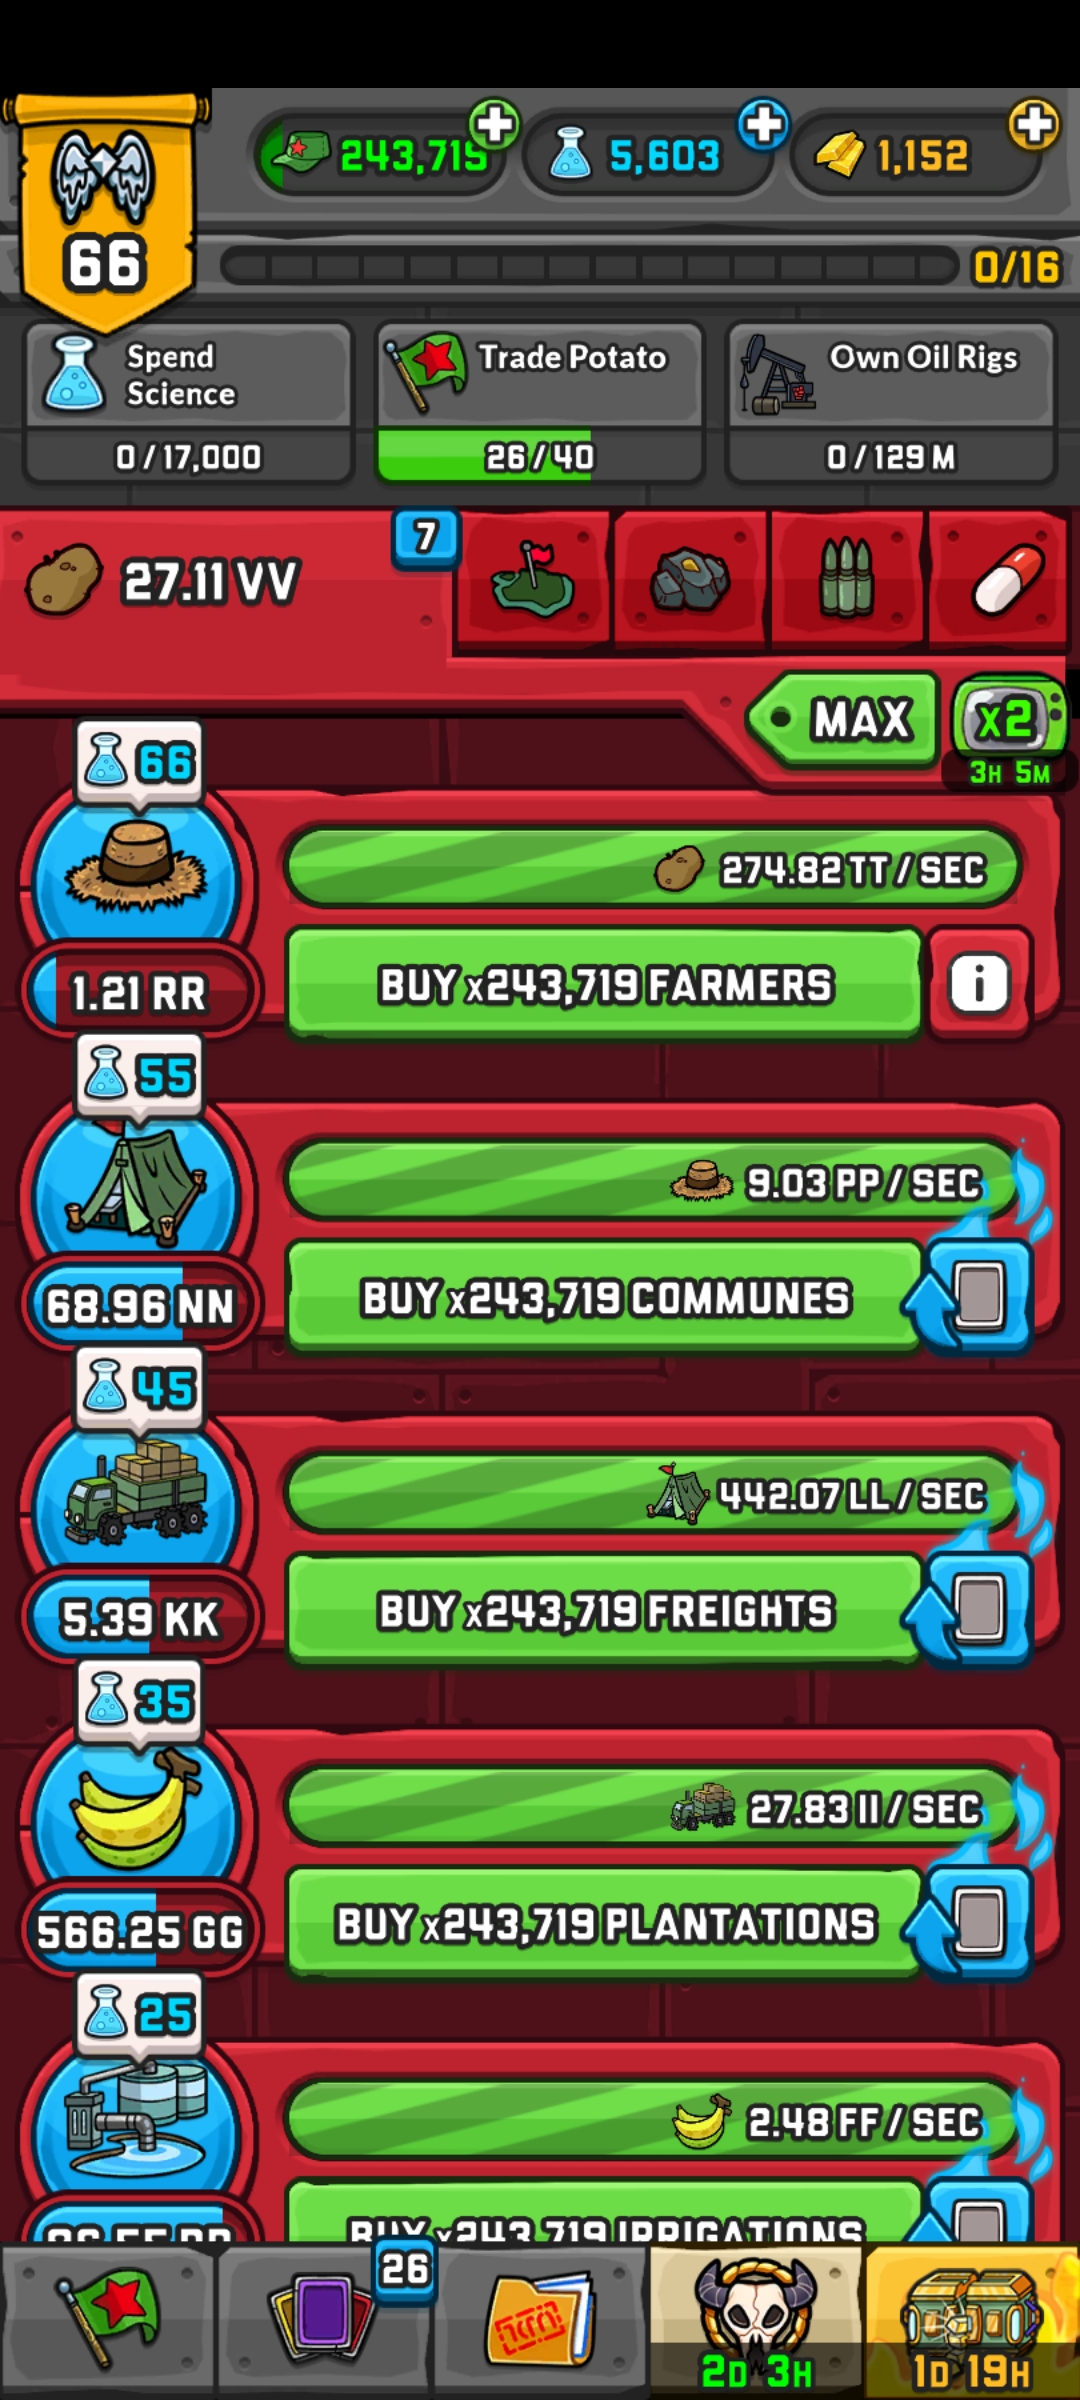 243,719
5,603
1,152
66
0/16
Spend
Science
Trade Potato
Own Oil Rigs
0/17,000
26/40
0/129 M
7
27.11 VV
MAX
x2
3H 5M
66
274.82 TT / SEC
1.21 RR
BUY x243,719 FARMERS
i
55
9.03 PP / SEC
68.96 NN
BUY x243,719 COMMUNES
45
442.07 LL / SEC
5.39 KK
BUY x243,719 FREIGHTS
35
27.83 II / SEC
566.25 GG
BUY x243,719 PLANTATIONS
25
2.48 FF / SEC
BUY x243,719 IRRIGATIONS
26
2D 3H
1D 19H